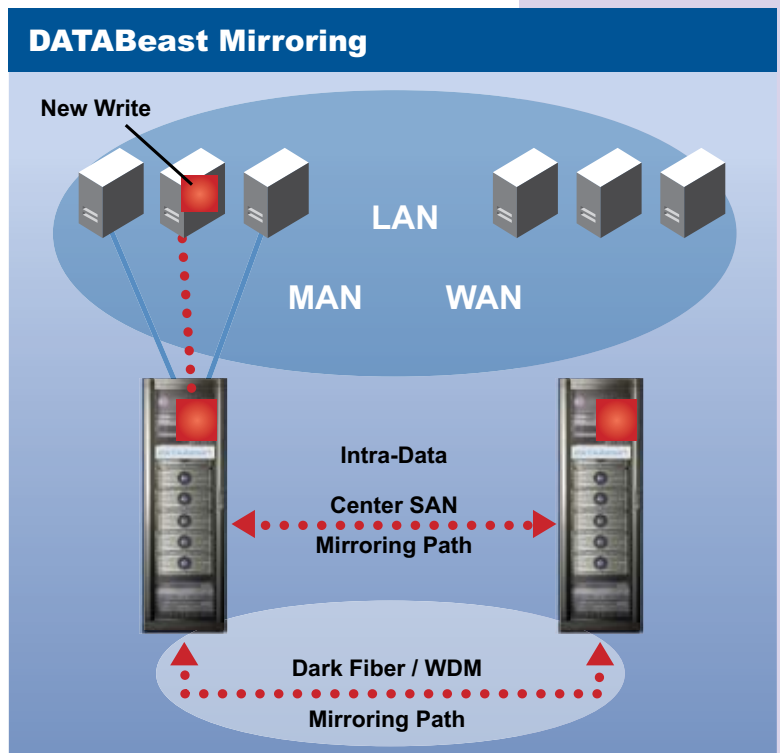 DATABeast Mirroring
New Write
LAN
MAN WAN
Intra-Data
Center SAN
Mirroring Path
Dark Fiber / WDM
Mirroring Path